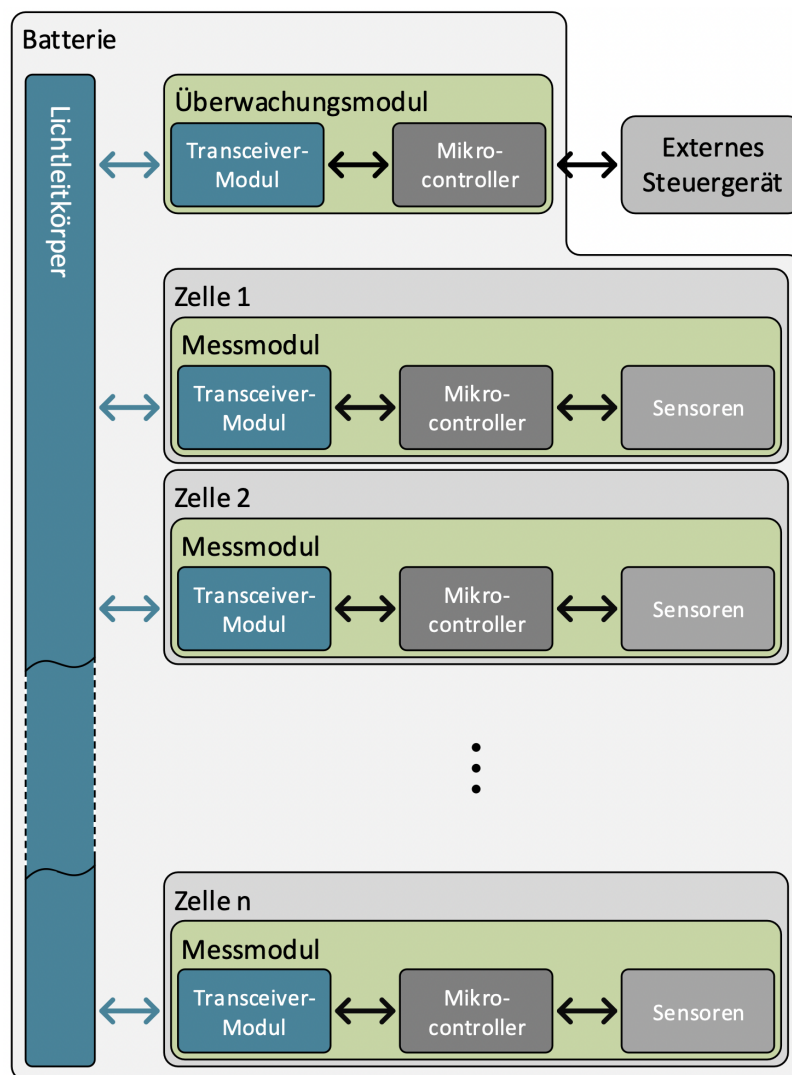 Batterie
Lichtleitkörper
Überwachungsmodul
Transceiver-
Modul
Mikro-
controller
Externes
Steuergerät
Zelle 1
Messmodul
Transceiver-
Modul
Mikro-
controller
Sensoren
Zelle 2
Messmodul
Transceiver-
Modul
Mikro-
controller
Sensoren
Zelle n
Messmodul
Transceiver-
Modul
Mikro-
controller
Sensoren